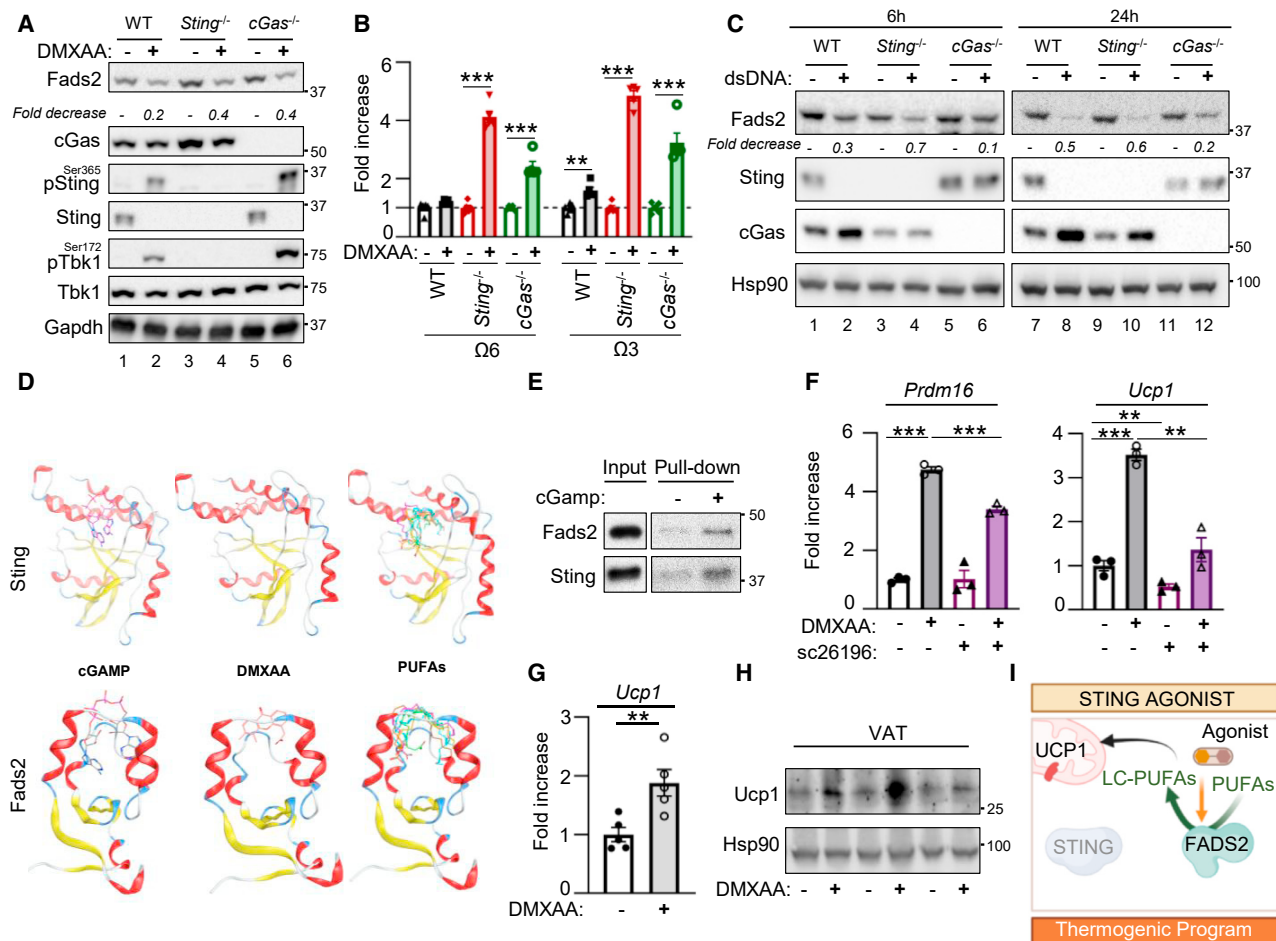 A
WT Sting-/- cGas-/-
DMXAA: - + - + - +
Fads2
37
Fold decrease - 0.2 - 0.4 - 0.4
cGas
50
Ser365
pSting
37
Sting
37
Ser172
pTbk1
75
Tbk1
75
Gapdh
37
1 2 3 4 5 6
B
Fold increase
6
4
2
1
0
*** *** ** *** ***
DMXAA: - + - + - + - + - + - +
WT Sting-/- cGas-/- WT Sting-/- cGas-/-
Ω6 Ω3
C
6h 24h
WT Sting-/- cGas-/- WT Sting-/- cGas-/-
dsDNA: - + - + - + - + - + - +
Fads2
37
Fold decrease - 0.3 - 0.7 - 0.1 - 0.5 - 0.6 - 0.2
Sting
37
cGas
50
Hsp90
100
1 2 3 4 5 6 7 8 9 10 11 12
D
Sting
cGAMP DMXAA PUFAs
Fads2
E
Input Pull-down
cGamp: - +
50
Fads2
Sting
37
F
Prdm16 Ucp1
Fold increase
6
4
2
0
*** ***
4
3
2
1
0
**
*** **
DMXAA: - + - + - + - +
sc26196: - - + + - - + +
G
Ucp1
**
Fold increase
3
2
1
0
DMXAA: - +
H
VAT
Ucp1
25
Hsp90
100
DMXAA: - + - + - +
I
STING AGONIST
UCP1
Agonist
LC-PUFAs PUFAs
STING
FADS2
Thermogenic Program